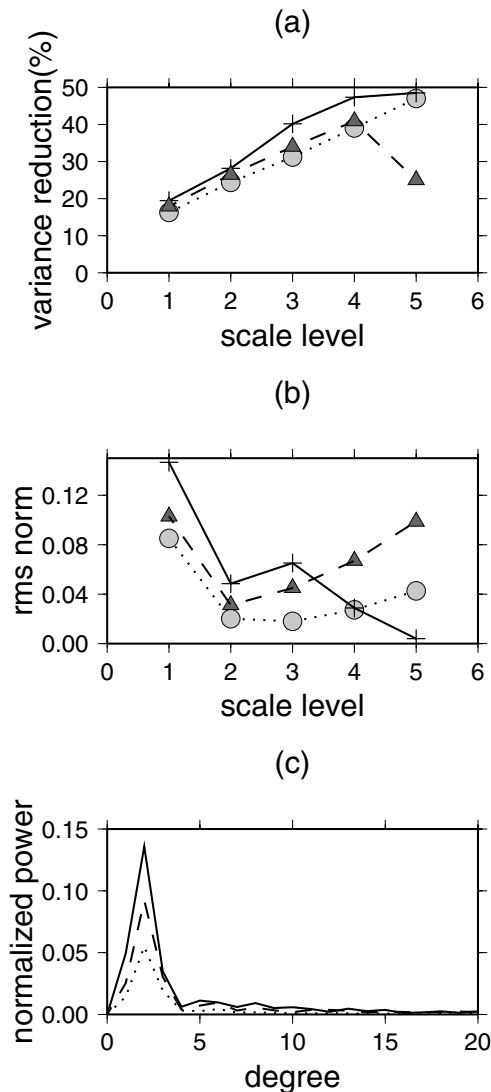 (a)
variance reduction(%)
50
40
30
20
10
0
0 1 2 3 4 5 6
scale level
(b)
rms norm
0.12
0.08
0.04
0.00
0 1 2 3 4 5 6
scale level
(c)
normalized power
0.15
0.10
0.05
0.00
0 5 10 15 20
degree